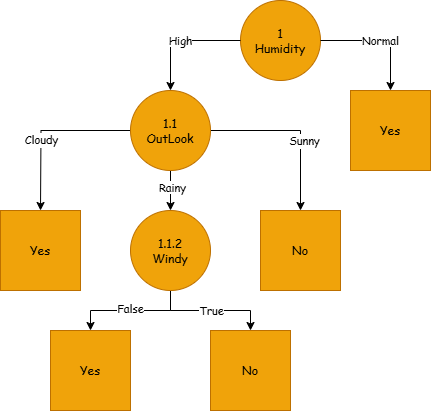 1
Humidity
High
Normal
1.1
OutLook
Yes
Cloudy
Sunny
Rainy
Yes
1.1.2
Windy
No
False
True
Yes
No